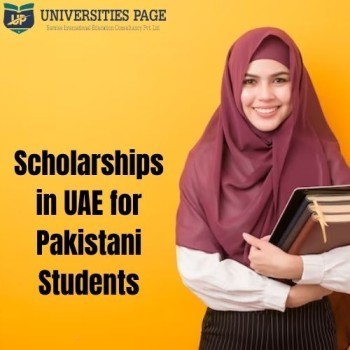 UNIVERSITIES PAGE
Scholarships
in UAE for
Pakistani
Students